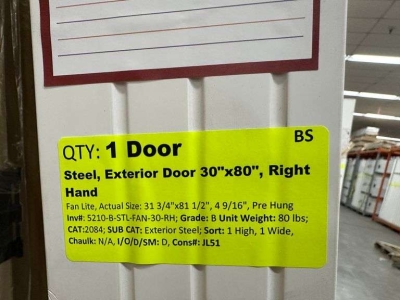 BS
QTY: 1 Door
Steel, Exterior Door 30"x80", Right
Hand
Fan Lite, Actual Size: 31 3/4"x81 1/2", 4 9/16", Pre Hung
Inv#: 5210-B-STL-FAN-30-RH; Grade: B Unit Weight: 80 lbs;
CAT:2084; SUB CAT: Exterior Steel; Sort: 1 High, 1 Wide,
Chaulk: N/A, I/O/D/SM: D, Cons#: JL51